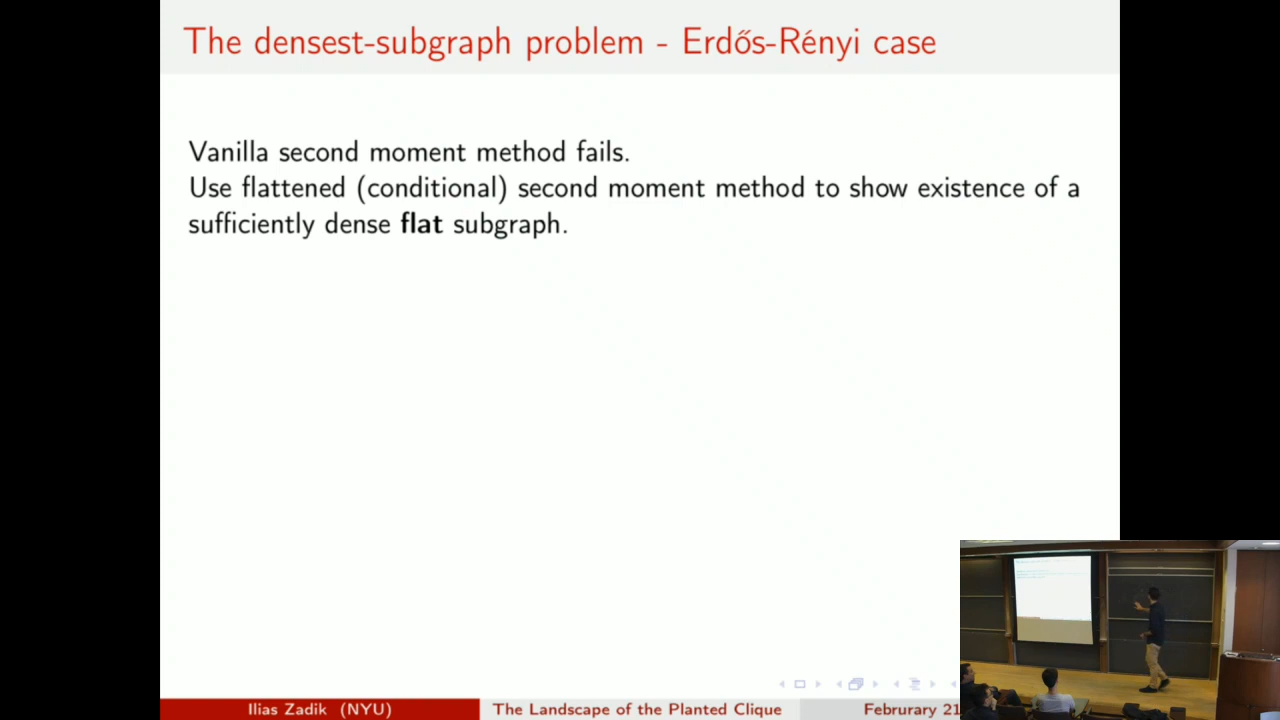 The densest-subgraph problem - Erdős-Rényi case
Vanilla second moment method fails.
Use flattened (conditional) second moment method to show existence of a
sufficiently dense flat subgraph.
Ilias Zadik (NYU)
The Landscape of the Planted Clique
Februrary 21